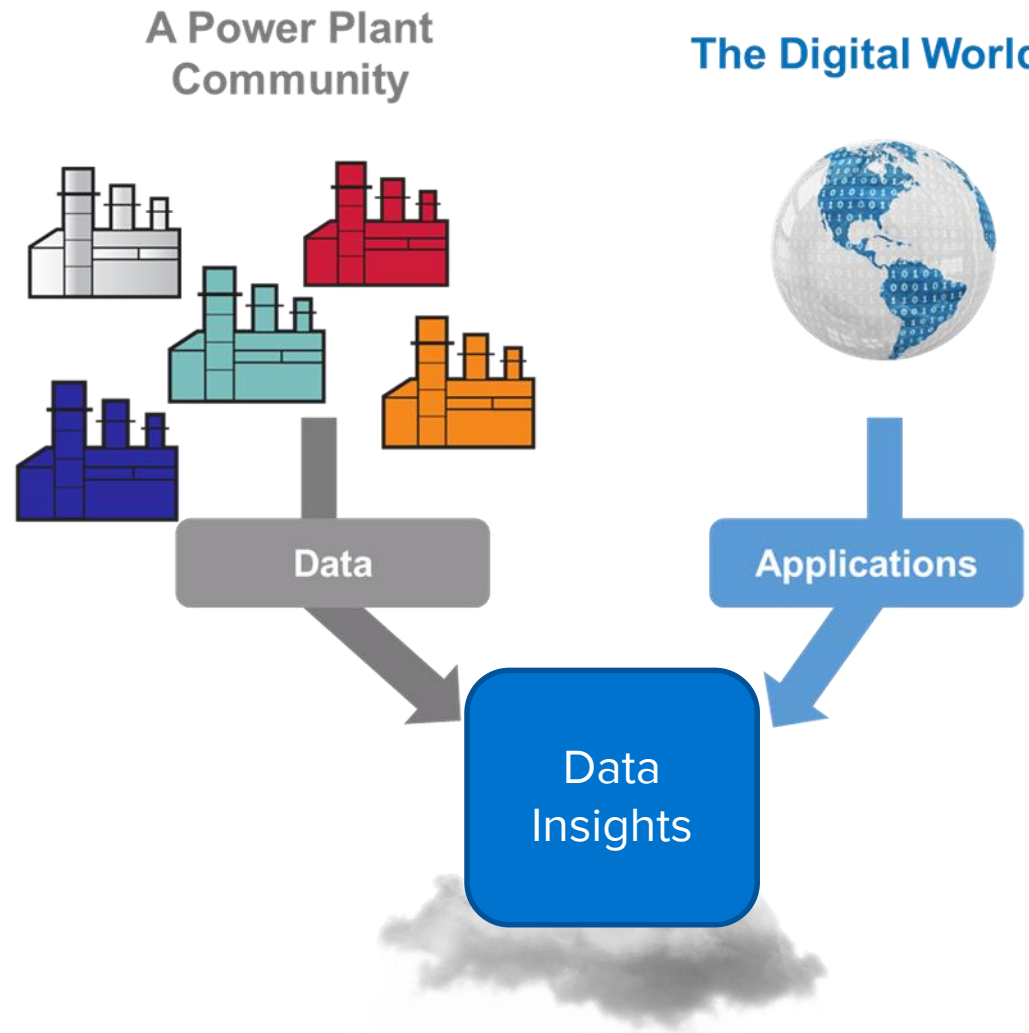 A Power Plant
Community
The Digital World
Data
Applications
Data
Insights